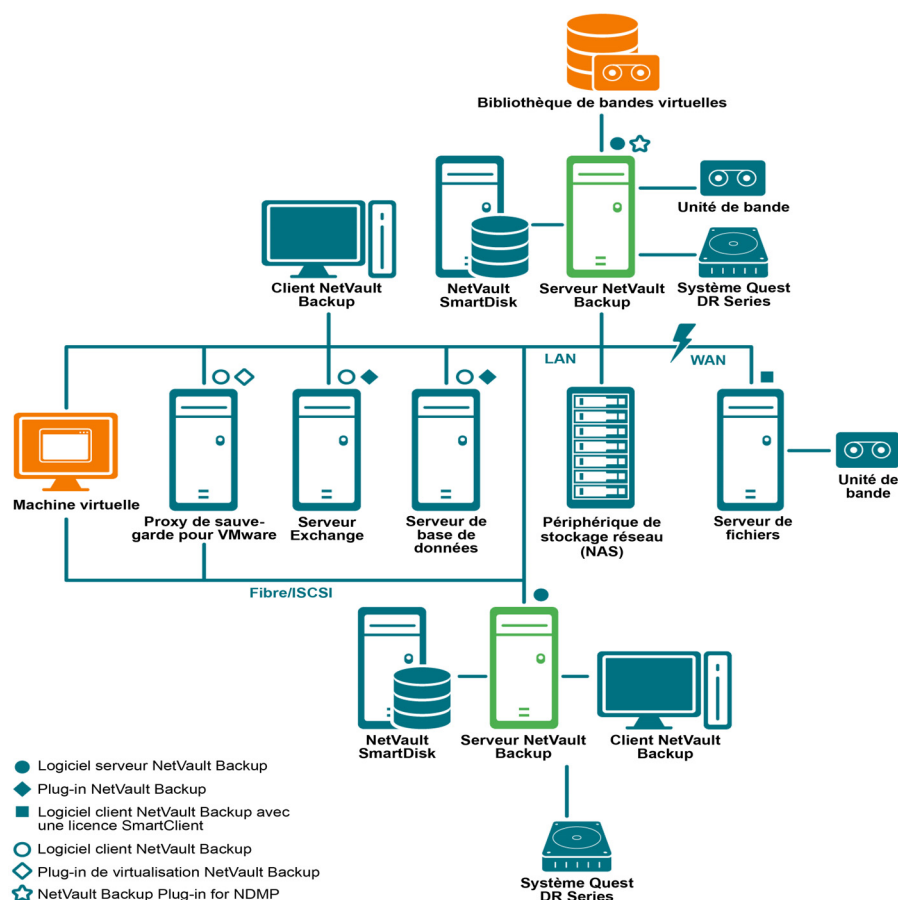 Bibliothèque de bandes virtuelles
Unité de bande
Client NetVault
Backup
NetVault
SmartDisk
Serveur NetVault
Backup
Système Quest
DR Series
LAN
WAN
Machine virtuelle
Proxy de sauve-
garde pour VMware
Serveur
Exchange
Serveur de
base de
données
Périphérique de
stockage réseau
(NAS)
Serveur de
fichiers
Unité de
bande
Fibre/ISCSI
NetVault
SmartDisk
Serveur NetVault
Backup
Client NetVault
Backup
Système Quest
DR Series
Logiciel serveur NetVault Backup
Plug-in NetVault Backup
Logiciel client NetVault Backup avec
une licence SmartClient
Logiciel client NetVault Backup
Plug-in de virtualisation NetVault Backup
NetVault Backup Plug-in for NDMP